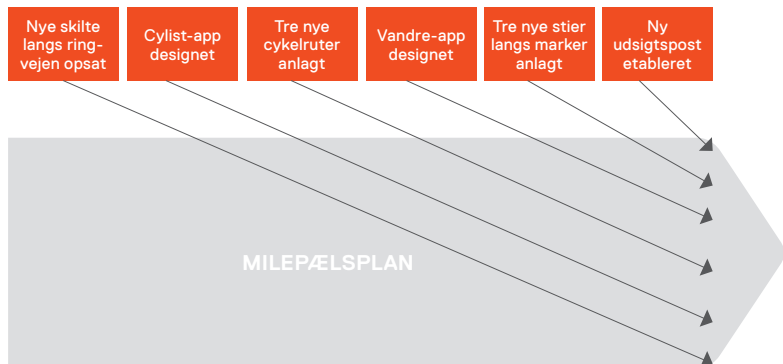 Nye skilte
langs ring-
vejen opsat
Cylist-app
designet
Tre nye
cykelruter
anlagt
Vandre-app
designet
Tre nye stier
langs marker
anlagt
Ny
udsigtspost
etableret
MILEPÆLSPLAN